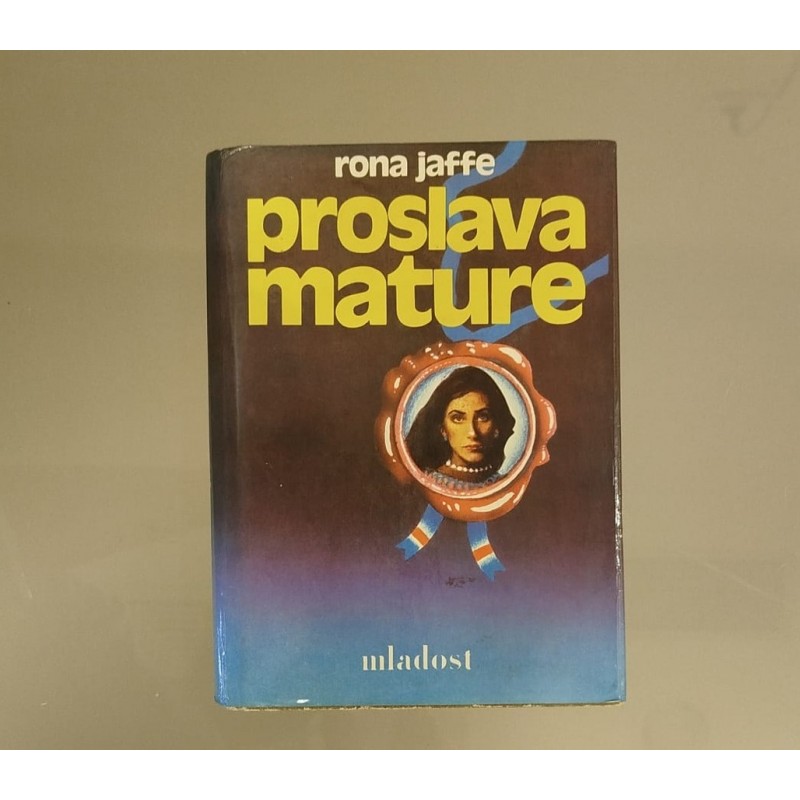 rona jaffe
proslava
mature
mladost